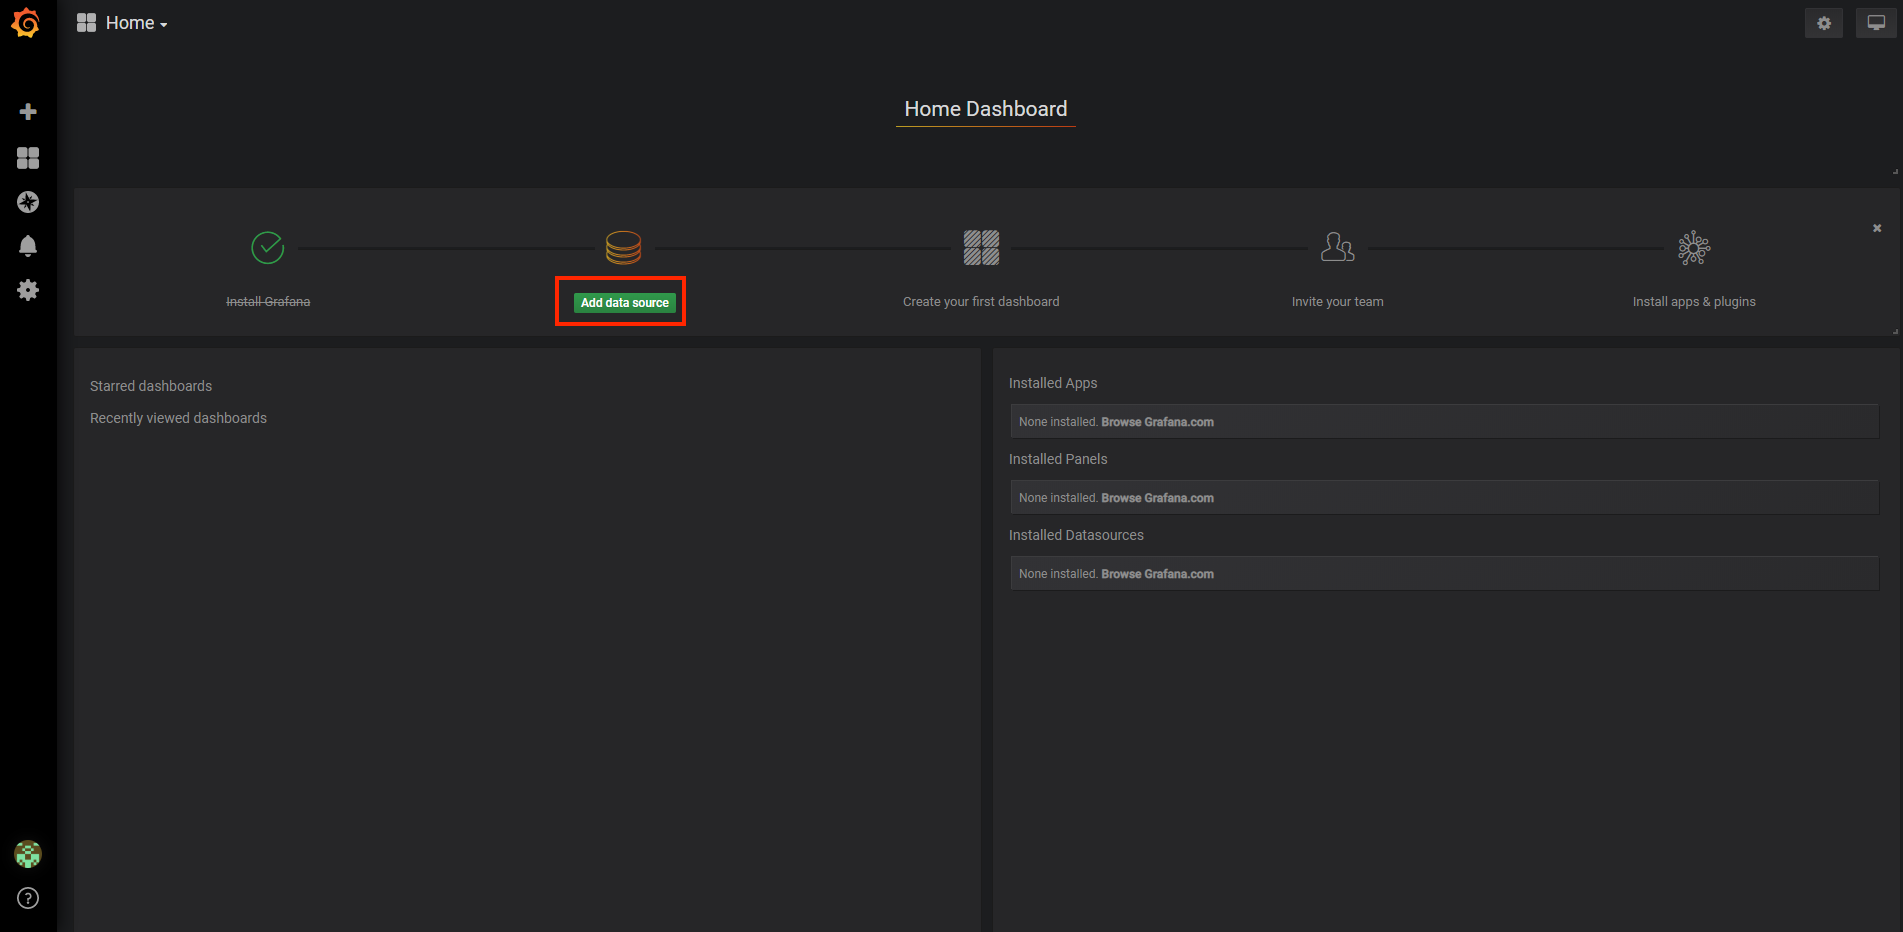 Home
Home Dashboard
Install Grafana
Add data source
Create your first dashboard
Invite your team
Install apps & plugins
Starred dashboards
Recently viewed dashboards
Installed Apps
None installed. Browse Grafana.com
Installed Panels
None installed. Browse Grafana.com
Installed Datasources
None installed. Browse Grafana.com